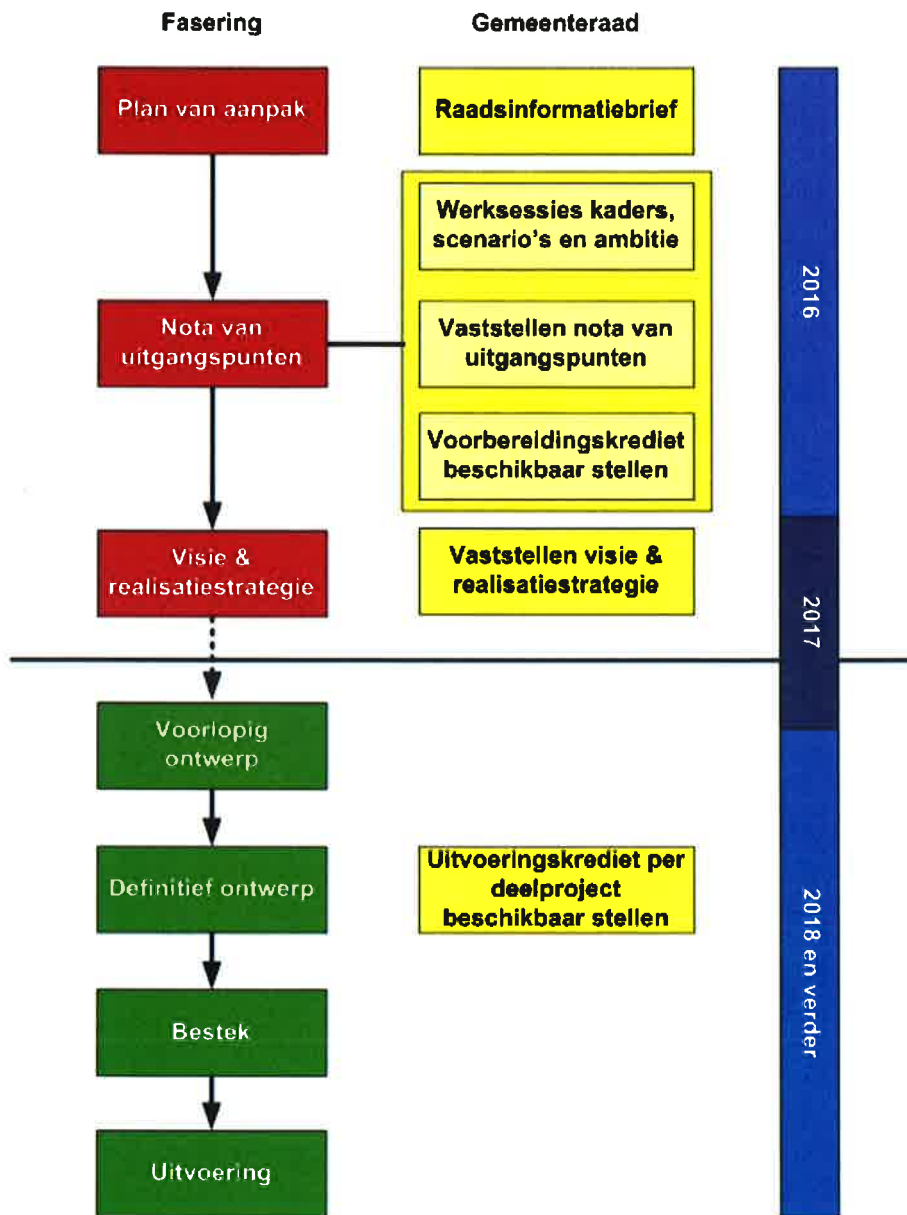 Fasering
Gemeenteraad
Plan van aanpak
Raadsinformatiebrief
Werksessies kaders,
scenario's en ambitie
Nota van
uitgangspunten
Vaststellen nota van
uitgangspunten
Voorbereidingskrediet
beschikbaar stellen
Visie &
realisatiestrategie
Vaststellen visie &
realisatiestrategie
Voorlopig
ontwerp
Definitief ontwerp
Uitvoeringskrediet per
deelproject
beschikbaar stellen
Bestek
Uitvoering
2016
2017
2018 en verder